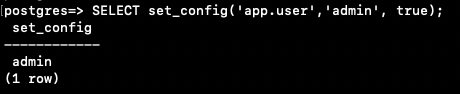 postgres=> SELECT set_config('app.user','admin', true);
set_config
------------
admin
(1 row)